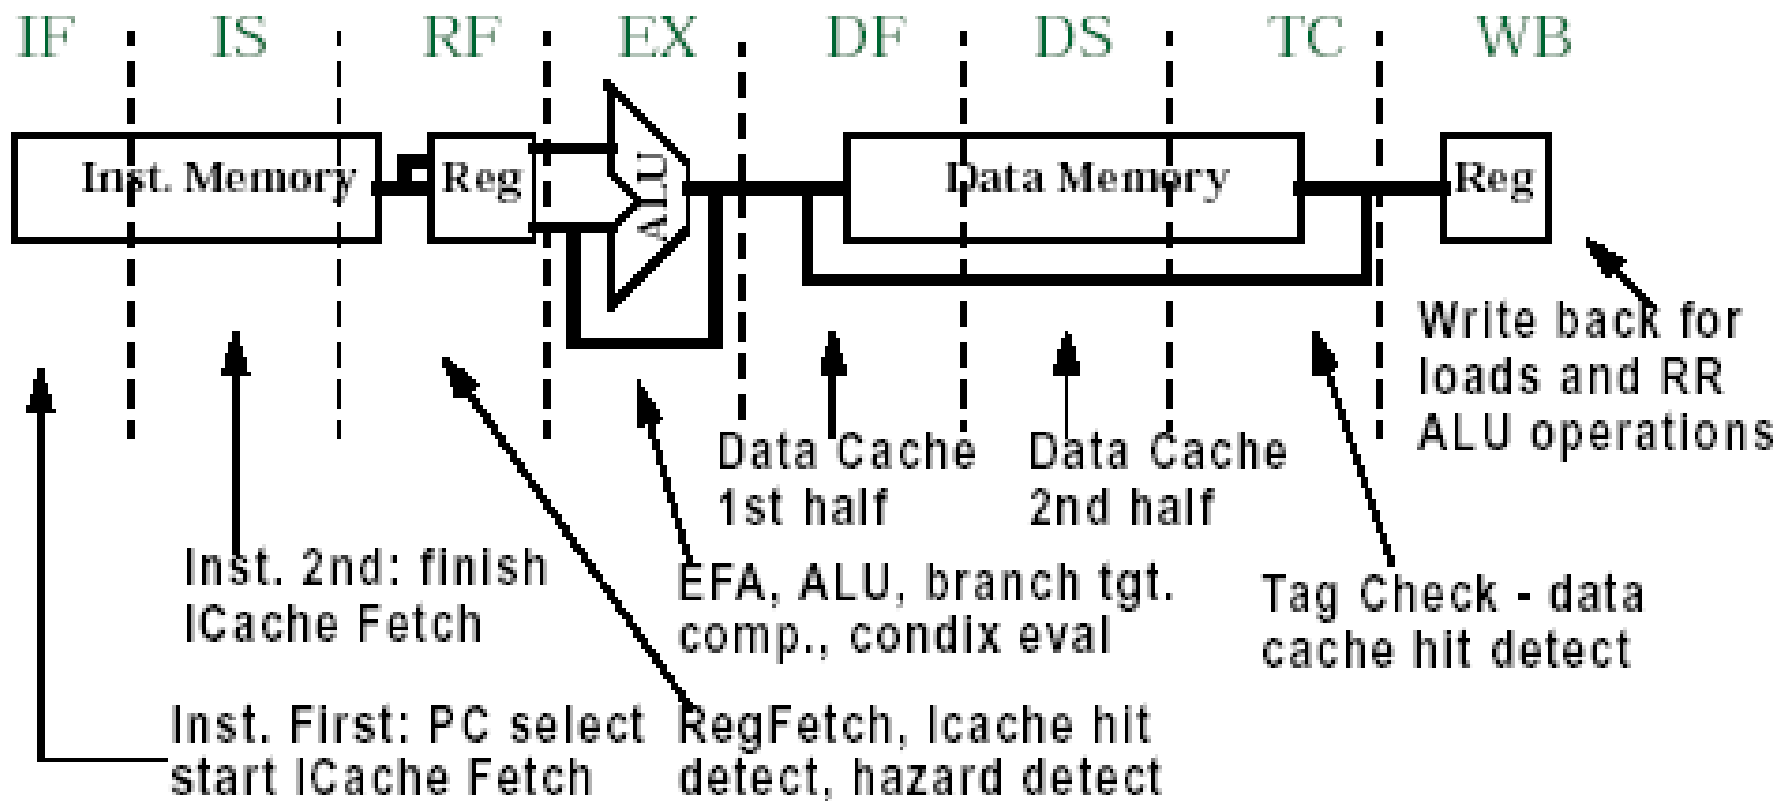 IF IS RF EX DF DS TC WB
Inst. Memory
Reg
ALU
Data Memory
Reg
Write back for
loads and RR
ALU operations
Data Cache
1st half
Data Cache
2nd half
Inst. 2nd: finish
ICache Fetch
EFA, ALU, branch tgt.
comp., condix eval
Tag Check - data
cache hit detect
Inst. First: PC select
start ICache Fetch
RegFetch, Icache hit
detect, hazard detect